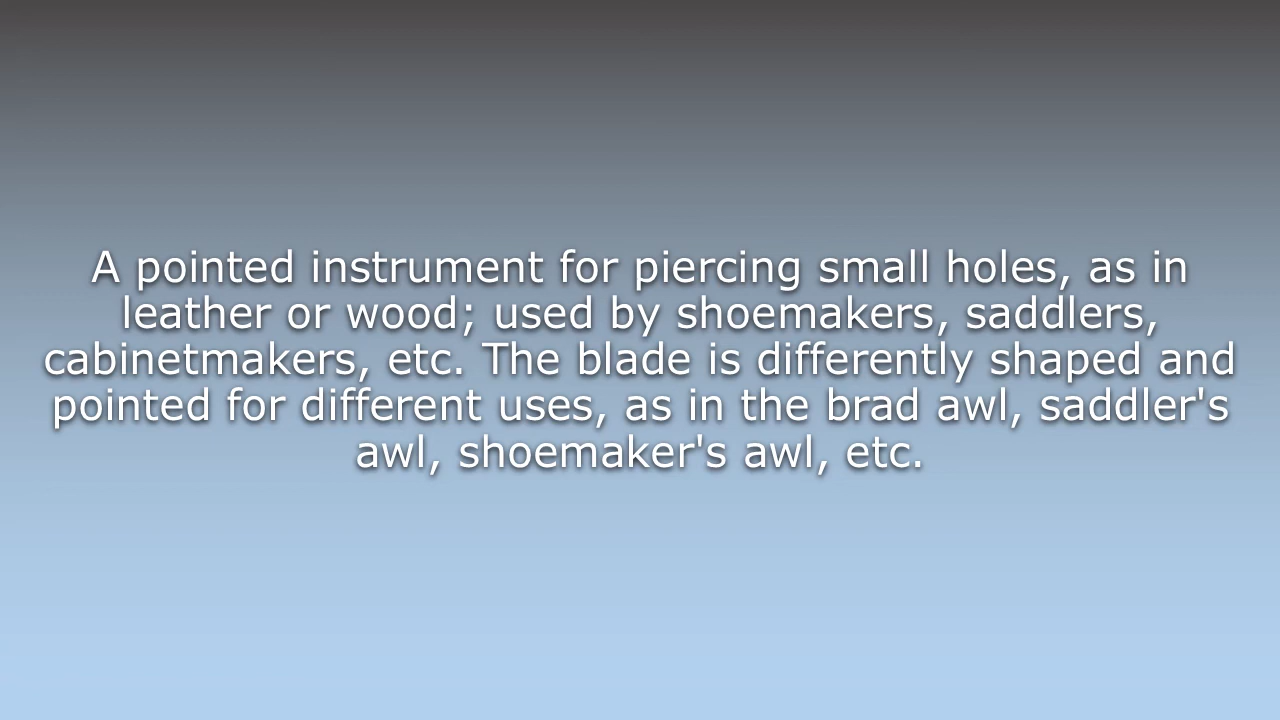 A pointed instrument for piercing small holes, as in
leather or wood; used by shoemakers, saddlers,
cabinetmakers, etc. The blade is differently shaped and
pointed for different uses, as in the brad awl, saddler's
awl, shoemaker's awl, etc.